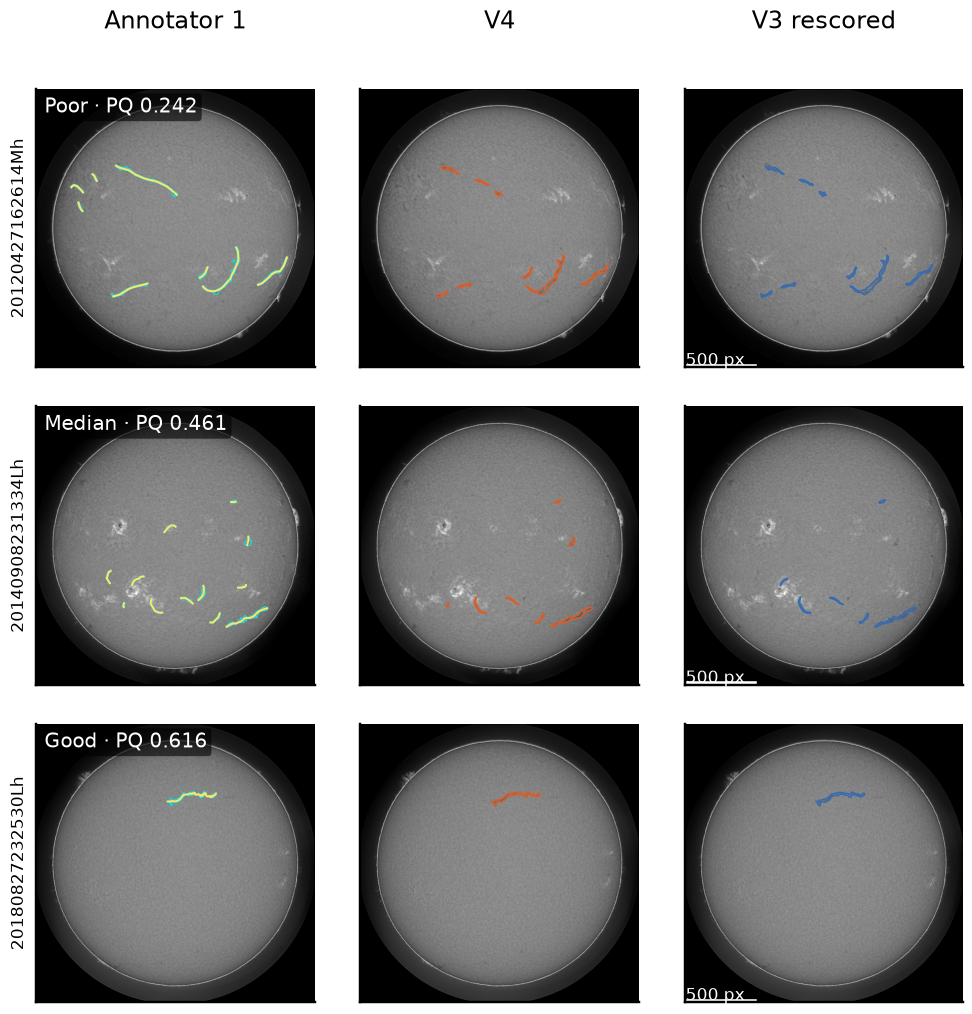 Annotator 1
V4
V3 rescored
20120427162614Mh
Poor · PQ 0.242
500 px
20140908231334Lh
Median · PQ 0.461
500 px
20180827232530Lh
Good · PQ 0.616
500 px